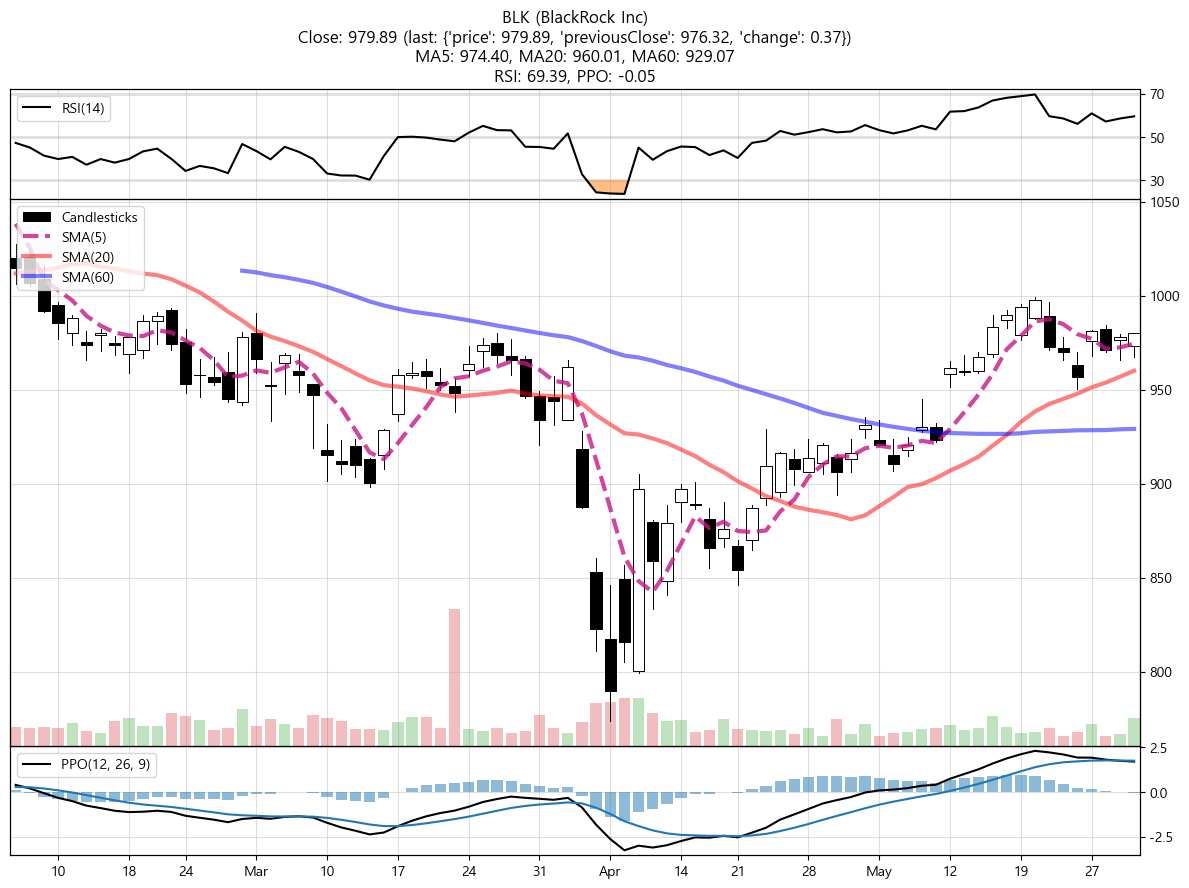 BLK (BlackRock Inc)
Close: 979.89 (last: {'price': 979.89, 'previousClose': 976.32, 'change': 0.37})
MA5: 974.40, MA20: 960.01, MA60: 929.07
RSI: 69.39, PPO: -0.05
RSI(14)
70
50
30
Candlesticks
SMA(5)
SMA(20)
SMA(60)
1050
1000
950
900
850
800
PPO(12, 26, 9)
2.5
0.0
-2.5
10 18 24 Mar 10 17 24 31 Apr 14 21 28 May 12 19 27